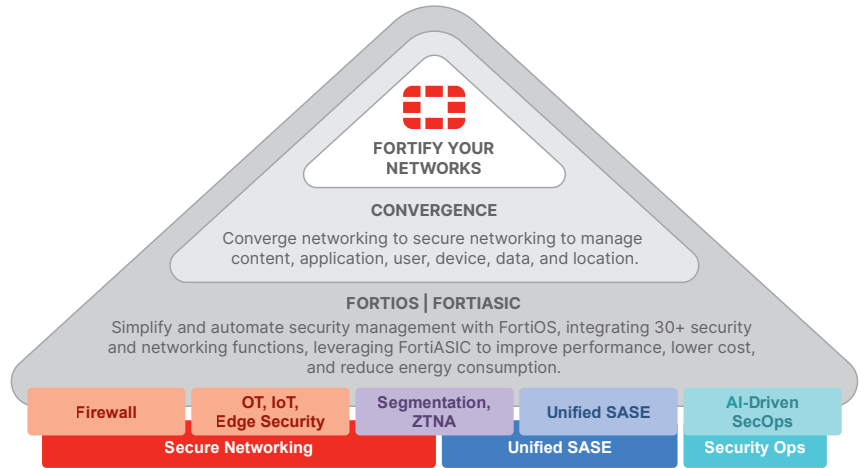 FORTIFY YOUR
NETWORKS
CONVERGENCE
Converge networking to secure networking to manage
content, application, user, device, data, and location.
FORTIOS | FORTIASIC
Simplify and automate security management with FortiOS, integrating 30+ security
and networking functions, leveraging FortiASIC to improve performance, lower cost,
and reduce energy consumption.
Firewall
OT, IoT,
Edge Security
Segmentation,
ZTNA
Unified SASE
AI-Driven
SecOps
Secure Networking
Unified SASE
Security Ops